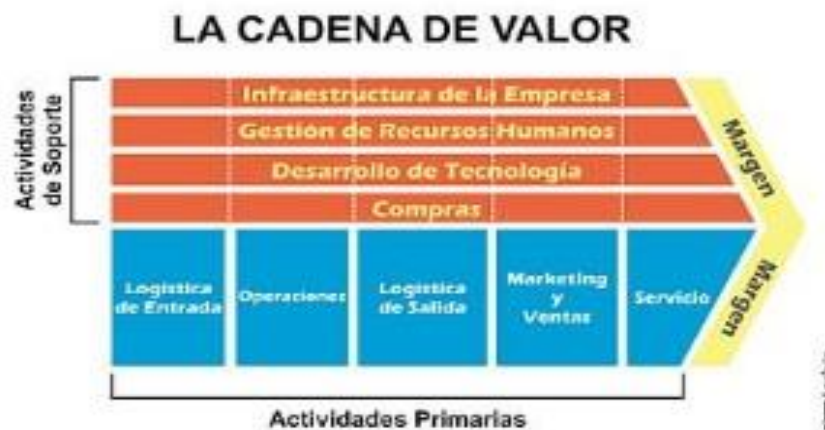 LA CADENA DE VALOR
Actividades
de Soporte
Infraestructura de la Empresa
Gestión de Recursos Humanos
Desarrollo de Tecnología
Compras
Margen
Logística
de Entrada
Operaciones
Logística
de Salida
Marketing
y
Ventas
Servicio
Margen
Actividades Primarias